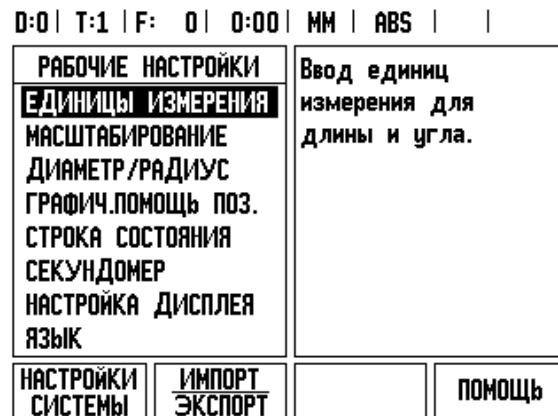 D:0 | T:1 | F: 0 | 0:00 | MM | ABS | |
РАБОЧИЕ НАСТРОЙКИ
ЕДИНИЦЫ ИЗМЕРЕНИЯ
МАСШТАБИРОВАНИЕ
ДИАМЕТР/РАДИУС
ГРАФИЧ.ПОМОЩЬ ПОЗ.
СТРОКА СОСТОЯНИЯ
СЕКУНДОМЕР
НАСТРОЙКА ДИСПЛЕЯ
ЯЗЫК
Ввод единиц
измерения для
длины и угла.
НАСТРОЙКИ
СИСТЕМЫ
ИМПОРТ
ЭКСПОРТ
ПОМОЩЬ